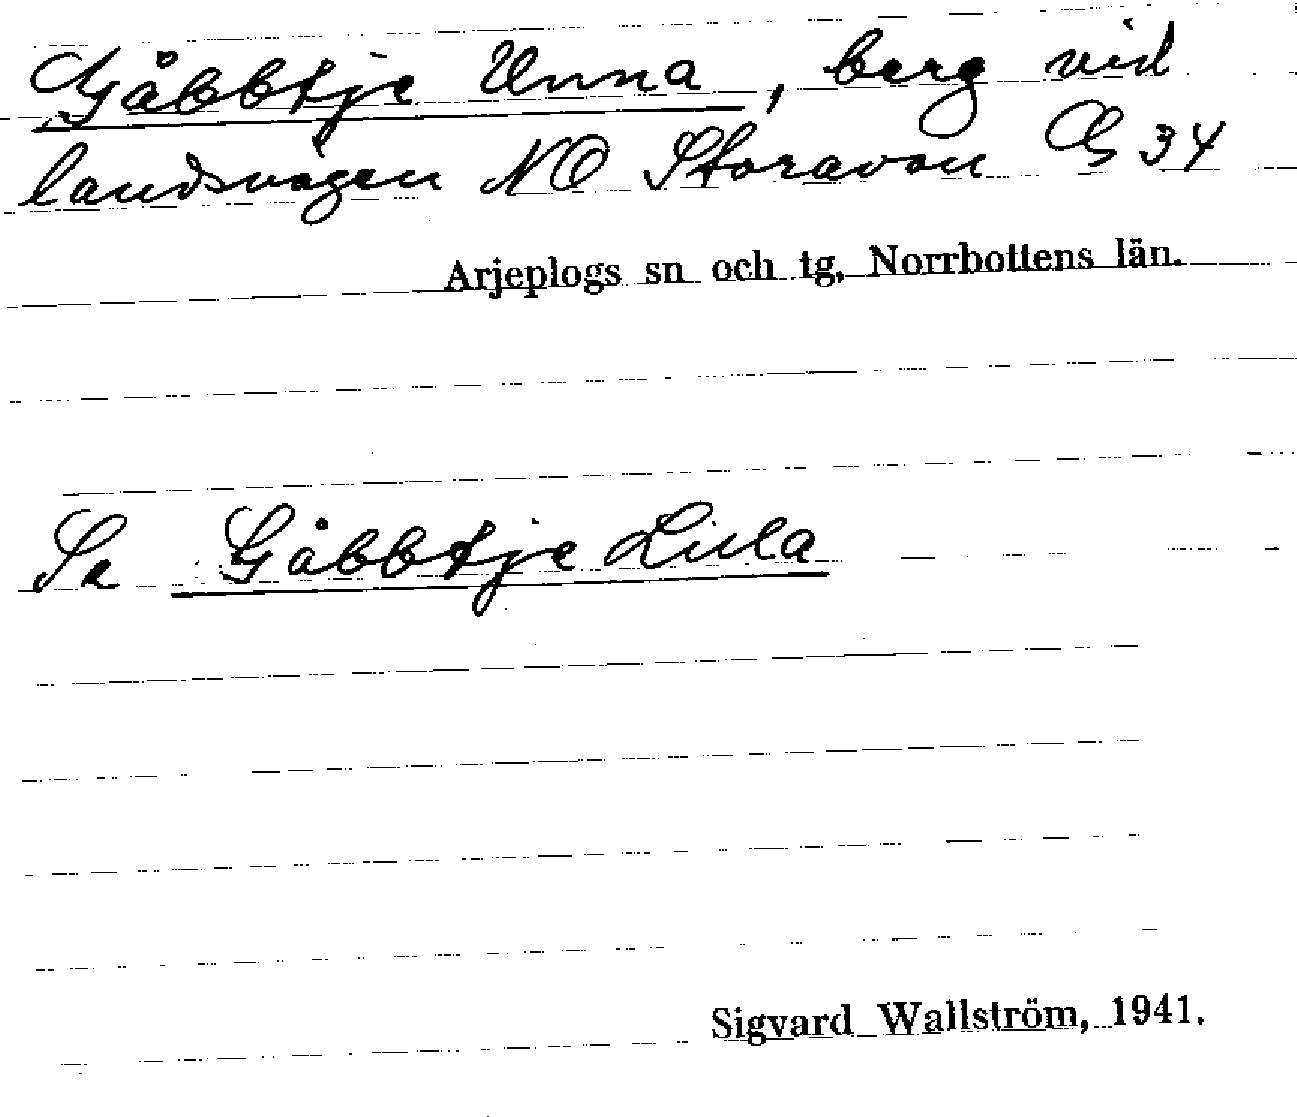 Gåbbtje Unna, berg vid
landsvägen NO Storavan G 34
Arjeplogs sn och tg, Norrbottens län.
Se Gåbbtje Lilla
Sigvard Wallström, 1941.